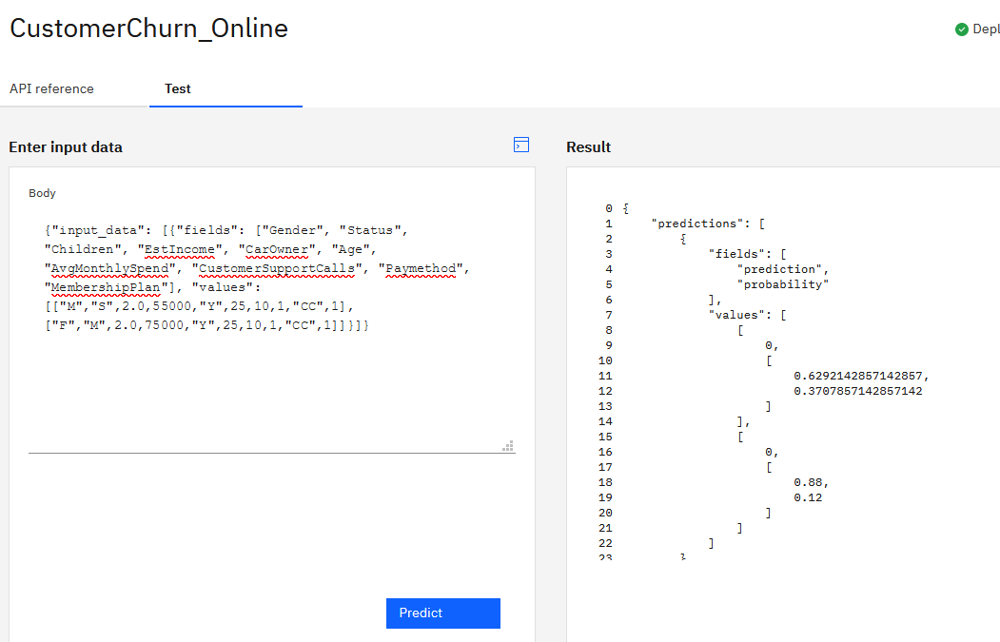 CustomerChurn_Online
Depl
API reference
Test
Enter input data
Result
Body
{"input_data": [{"fields": ["Gender", "Status",
"Children", "EstIncome", "CarOwner", "Age",
"AvgMonthlySpend", "CustomerSupportCalls", "Paymethod",
"MembershipPlan"], "values":
[["M","S",2.0,55000,"Y",25,10,1,"CC",1],
["F","M",2.0,75000,"Y",25,10,1,"CC",1]]}]}
Predict
0 {
1 "predictions": [
2 {
3 "fields": [
4 "prediction",
5 "probability"
6 ],
7 "values": [
8 [
9 0,
10 [
11 0.6292142857142857,
12 0.3707857142857142
13 ]
14 ],
15 [
16 0,
17 [
18 0.88,
19 0.12
20 ]
21 ]
22 ]
23 }